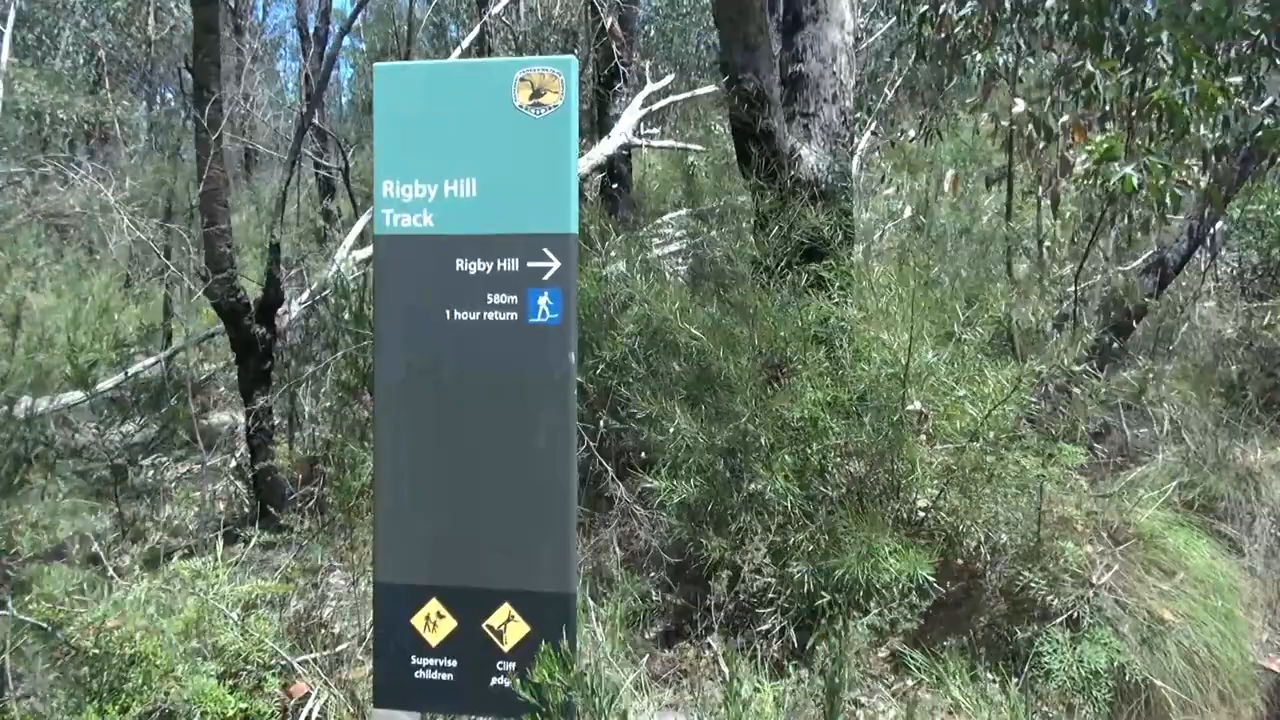 Rigby Hill
Track
Rigby Hill
580m
1 hour return
Supervise
children
Cliff